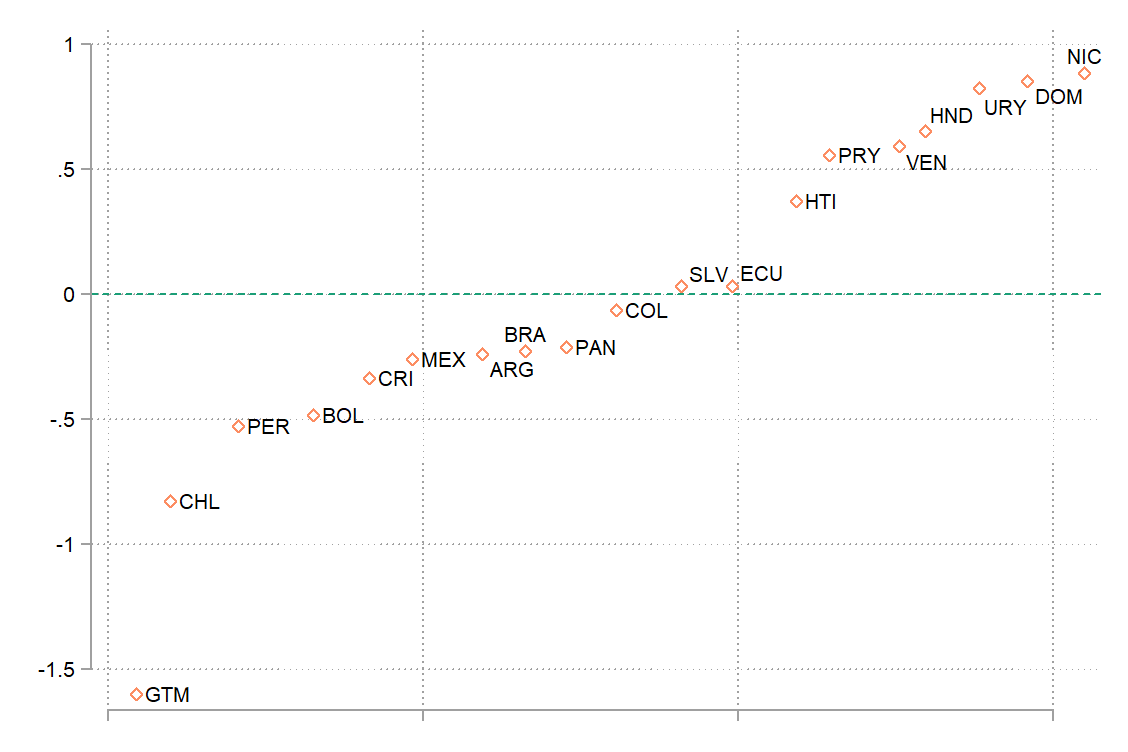 1
NIC
DOM
URY
HND
.5
PRY
VEN
HTI
0
SLV
ECU
COL
BRA
PAN
MEX
ARG
CRI
-.5
BOL
PER
CHL
-1
-1.5
GTM